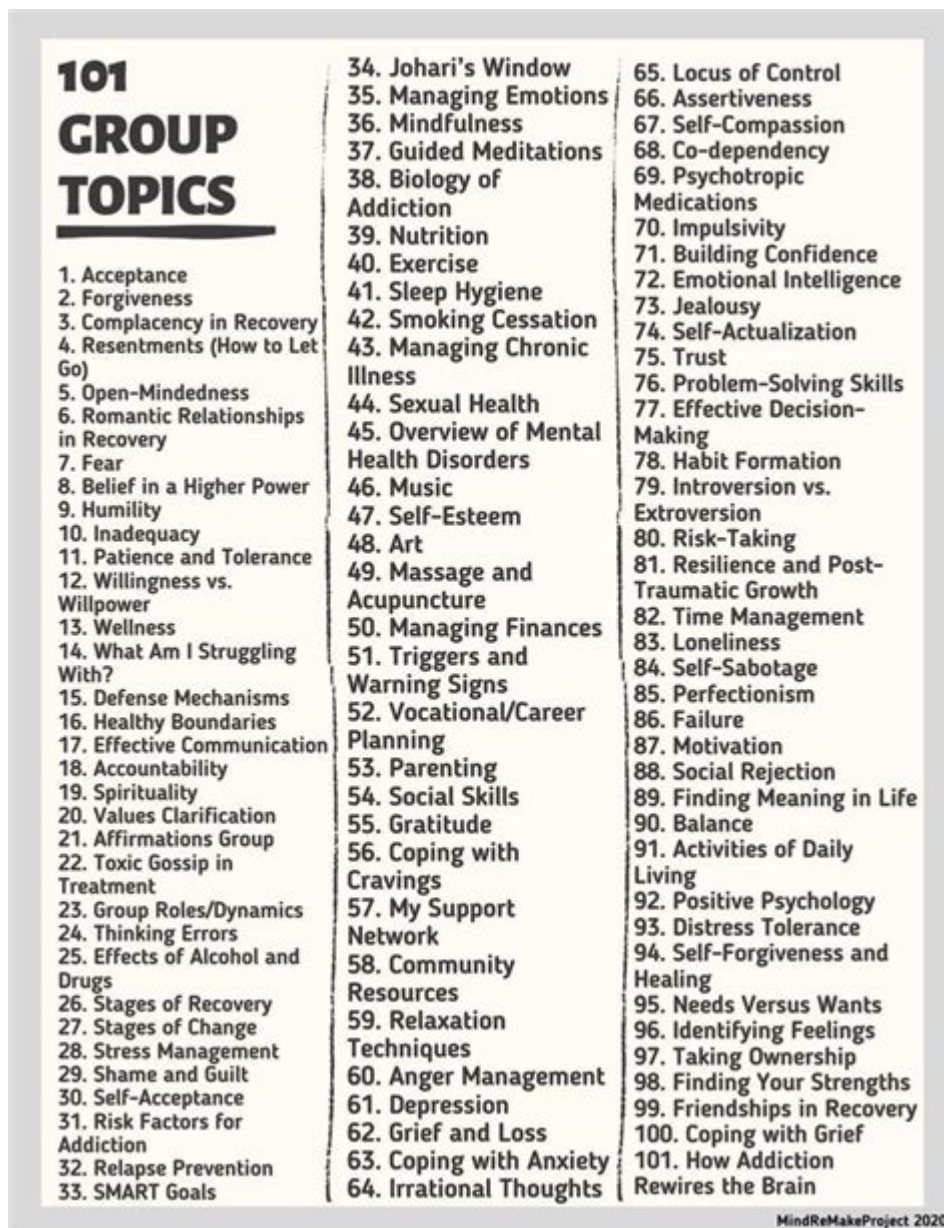 101
GROUP
TOPICS
1. Acceptance
2. Forgiveness
3. Complacency in Recovery
4. Resentments (How to Let
Go)
5. Open-Mindedness
6. Romantic Relationships
in Recovery
7. Fear
8. Belief in a Higher Power
9. Humility
10. Inadequacy
11. Patience and Tolerance
12. Willingness vs.
Willpower
13. Wellness
14. What Am I Struggling
With?
15. Defense Mechanisms
16. Healthy Boundaries
17. Effective Communication
18. Accountability
19. Spirituality
20. Values Clarification
21. Affirmations Group
22. Toxic Gossip in
Treatment
23. Group Roles/Dynamics
24. Thinking Errors
25. Effects of Alcohol and
Drugs
26. Stages of Recovery
27. Stages of Change
28. Stress Management
29. Shame and Guilt
30. Self-Acceptance
31. Risk Factors for
Addiction
32. Relapse Prevention
33. SMART Goals
34. Johari's Window
35. Managing Emotions
36. Mindfulness
37. Guided Meditations
38. Biology of
Addiction
39. Nutrition
40. Exercise
41. Sleep Hygiene
42. Smoking Cessation
43. Managing Chronic
Illness
44. Sexual Health
45. Overview of Mental
Health Disorders
46. Music
47. Self-Esteem
48. Art
49. Massage and
Acupuncture
50. Managing Finances
51. Triggers and
Warning Signs
52. Vocational/Career
Planning
53. Parenting
54. Social Skills
55. Gratitude
56. Coping with
Cravings
57. My Support
Network
58. Community
Resources
59. Relaxation
Techniques
60. Anger Management
61. Depression
62. Grief and Loss
63. Coping with Anxiety
64. Irrational Thoughts
65. Locus of Control
66. Assertiveness
67. Self-Compassion
68. Co-dependency
69. Psychotropic
Medications
70. Impulsivity
71. Building Confidence
72. Emotional Intelligence
73. Jealousy
74. Self-Actualization
75. Trust
76. Problem-Solving Skills
77. Effective Decision-
Making
78. Habit Formation
79. Introversion vs.
Extroversion
80. Risk-Taking
81. Resilience and Post-
Traumatic Growth
82. Time Management
83. Loneliness
84. Self-Sabotage
85. Perfectionism
86. Failure
87. Motivation
88. Social Rejection
89. Finding Meaning in Life
90. Balance
91. Activities of Daily
Living
92. Positive Psychology
93. Distress Tolerance
94. Self-Forgiveness and
Healing
95. Needs Versus Wants
96. Identifying Feelings
97. Taking Ownership
98. Finding Your Strengths
99. Friendships in Recovery
100. Coping with Grief
101. How Addiction
Rewires the Brain
MindReMakeProject 2020